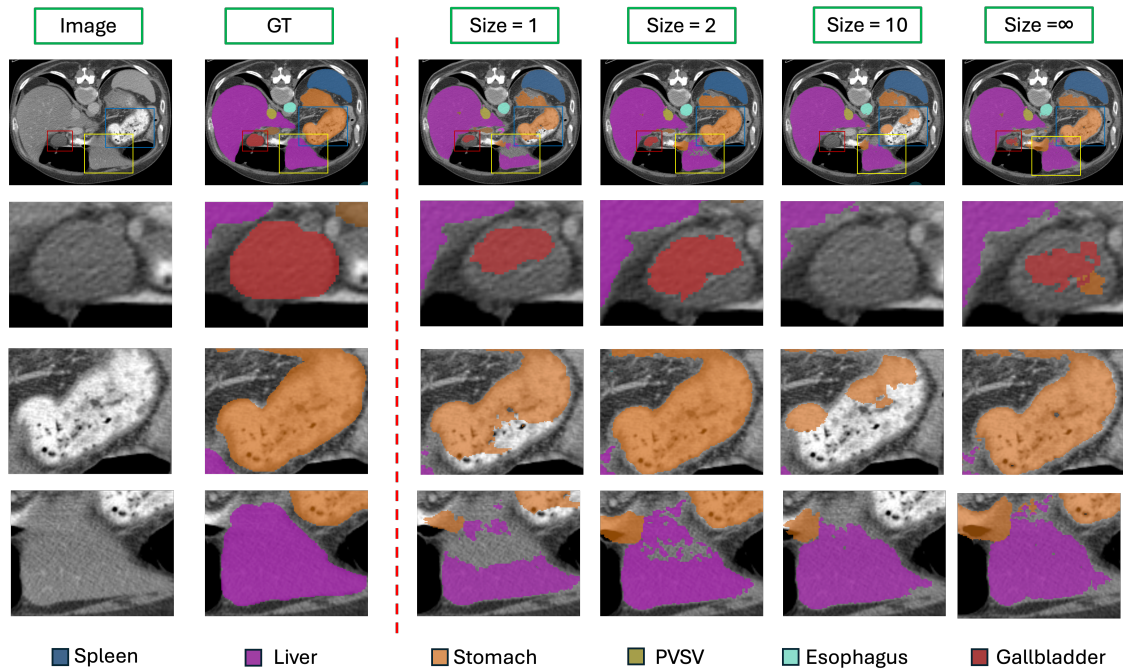 Image GT Size = 1 Size = 2 Size = 10 Size =∞
Spleen Liver Stomach PVSV Esophagus Gallbladder